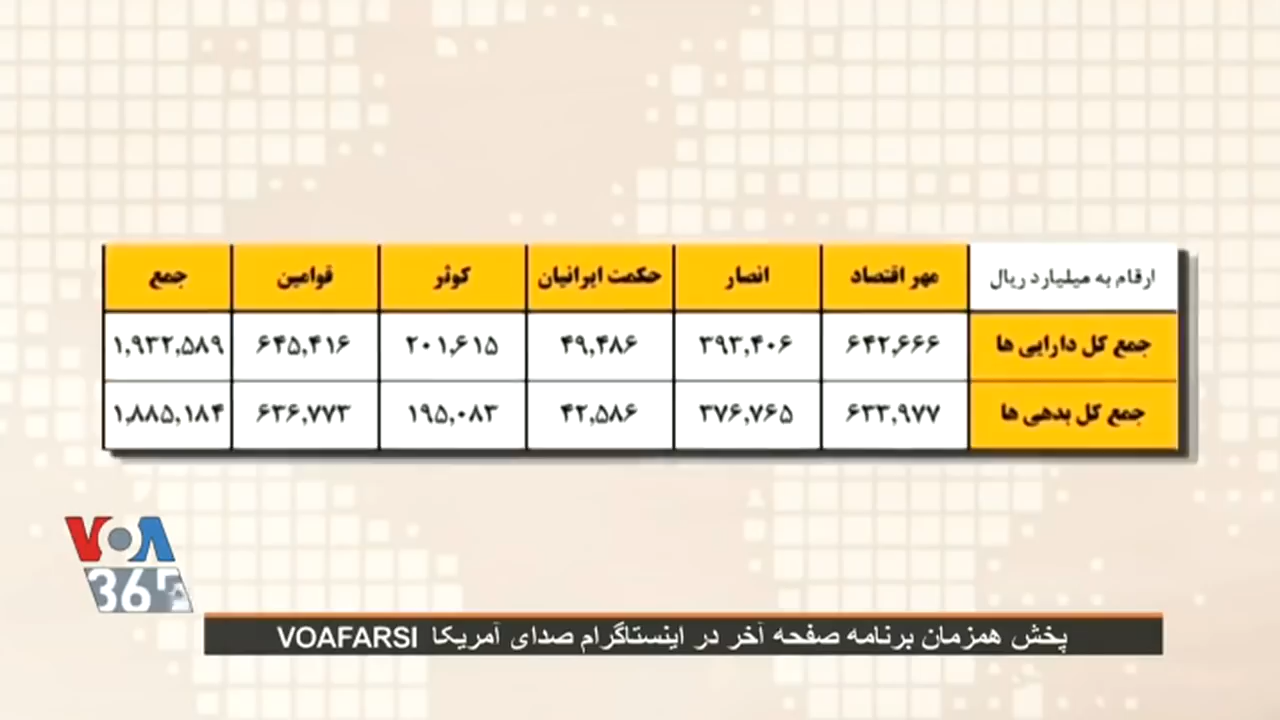 ارقام به میلیارد ریال مهر اقتصاد انصار حکمت ایرانیان کوثر قوامین جمع
جمع کل دارایی ها ۶۴۲,۶۶۶ ۳۹۳,۴۰۶ ۴۹,۴۸۶ ۲۰۱,۶۱۵ ۶۴۵,۴۱۶ ۱,۹۳۲,۵۸۹
جمع کل بدهی ها ۶۳۳,۹۷۷ ۳۷۶,۷۶۵ ۴۲,۵۸۶ ۱۹۵,۰۸۳ ۶۳۶,۷۷۳ ۱,۸۸۵,۱۸۴
VOA
36
پخش همزمان برنامه صفحه آخر در اینستاگرام صدای آمریکا VOAFARSI